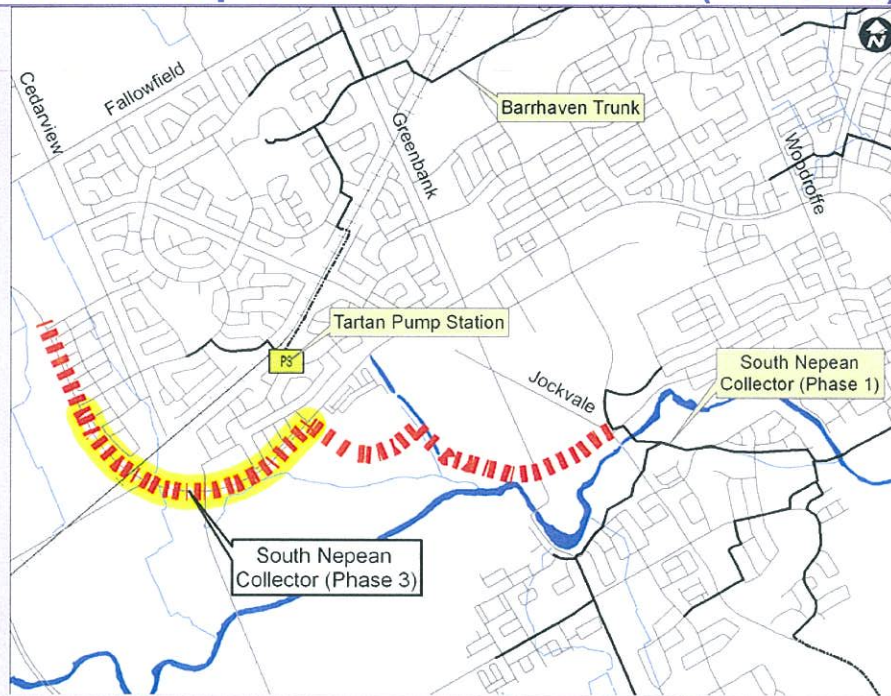 N
Cedarview
Fallowfield
Greenbank
Barrhaven Trunk
Woodroffe
Tartan Pump Station
PS
Jockvale
South Nepean
Collector (Phase 1)
South Nepean
Collector (Phase 3)